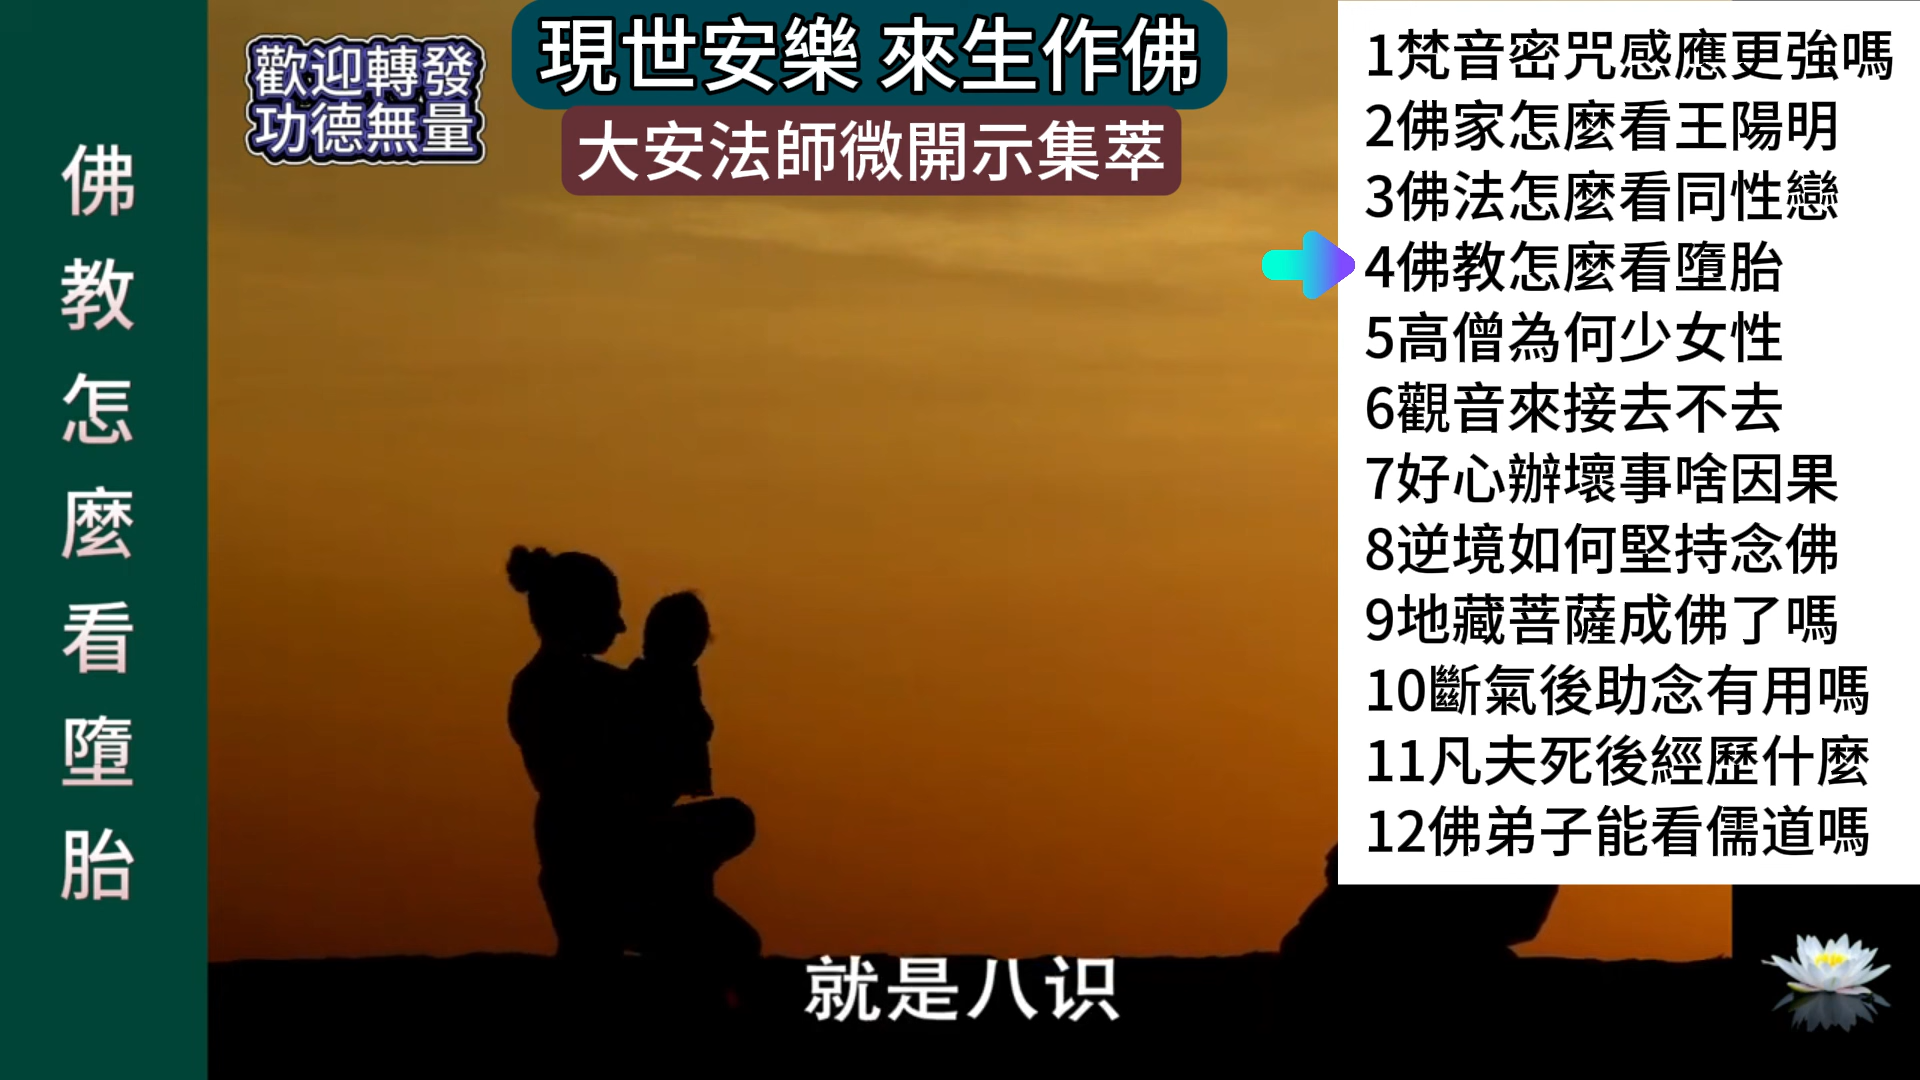 佛教怎麼看墮胎
歡迎轉發
功德無量
現世安樂 來生作佛
大安法師微開示集萃
1梵音密咒感應更強嗎
2佛家怎麼看王陽明
3佛法怎麼看同性戀
4佛教怎麼看墮胎
5高僧為何少女性
6觀音來接去不去
7好心辦壞事啥因果
8逆境如何堅持念佛
9地藏菩薩成佛了嗎
10斷氣後助念有用嗎
11凡夫死後經歷什麼
12佛弟子能看儒道嗎
就是八识